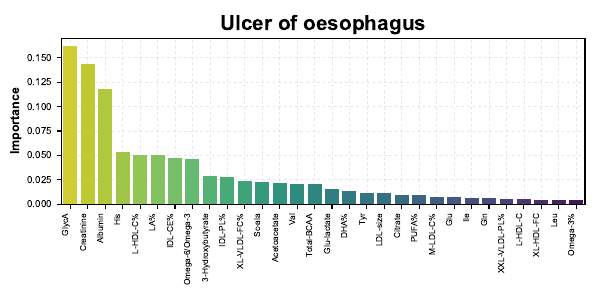 Ulcer of oesophagus
Importance
0.150
0.125
0.100
0.075
0.050
0.025
0.000
GlycA
Creatinine
Albumin
His
L-HDL-C%
LA%
IDL-CE%
Omega-6/Omega-3
3-Hydroxybutyrate
IDL-PL%
XL-VLDL-FC%
Acetoacetate
Val
Total-BCAA
Glu-lactate
DHA%
Tyr
LDL-size
Citrate
PUFA%
M-LDL-C%
Glu
Ile
Gln
XXL-VLDL-PL%
L-HDL-C
XL-HDL-FC
Leu
Omega-3%